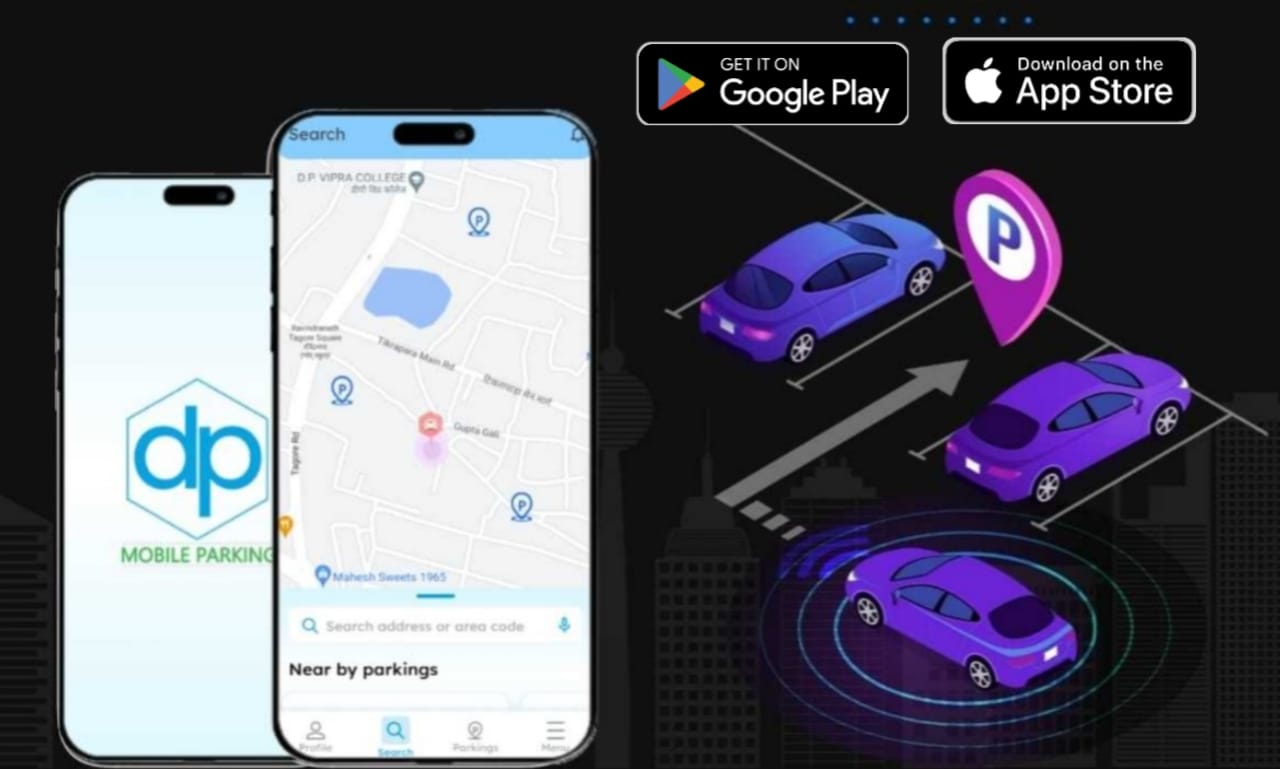 GET IT ON
Google Play
Download on the
App Store
dp
MOBILE PARKING
Search
D.P. VIPRA COLLEGE
Tikrapara Main Rd
Gupta Gali
Ravindranath
Tagore Square
Tagore Rd
Mahesh Sweets 1965
Search address or area code
Near by parkings
Profile
Search
Parkings
Menu
P